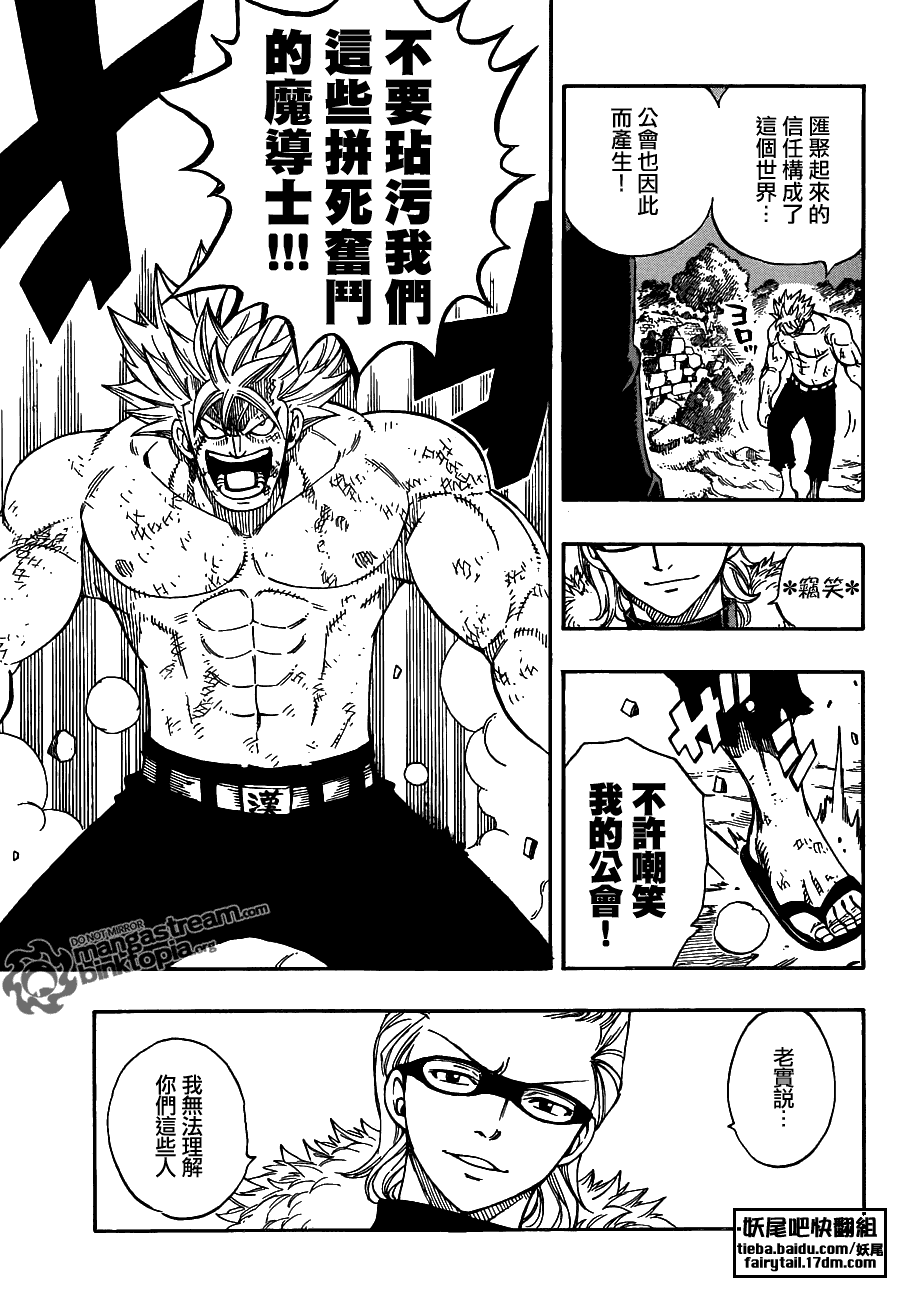 匯聚起來的
信任構成了
這個世界…
公會也因此
而產生！
ヨロッ
＊竊笑＊
ザッ
不許嘲笑
我的公會！
不要玷污我們
這些拼死奮鬥
的魔導士!!!
漢
老實說…
我無法理解
你們這些人
DO NOT MIRROR
mangastream.com
binktopia.org
妖尾吧快翻組
tieba.baidu.com/妖尾
fairytail.17dm.com